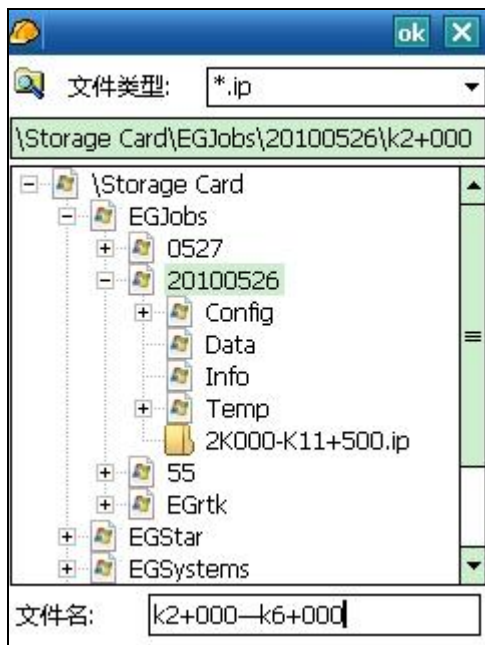 ok
文件类型: *.ip
\Storage Card\EGJobs\20100526\k2+000
\Storage Card
EGJobs
0527
20100526
Config
Data
Info
Temp
2K000-K11+500.ip
55
EGrtk
EGStar
EGSystems
文件名: k2+000—k6+000